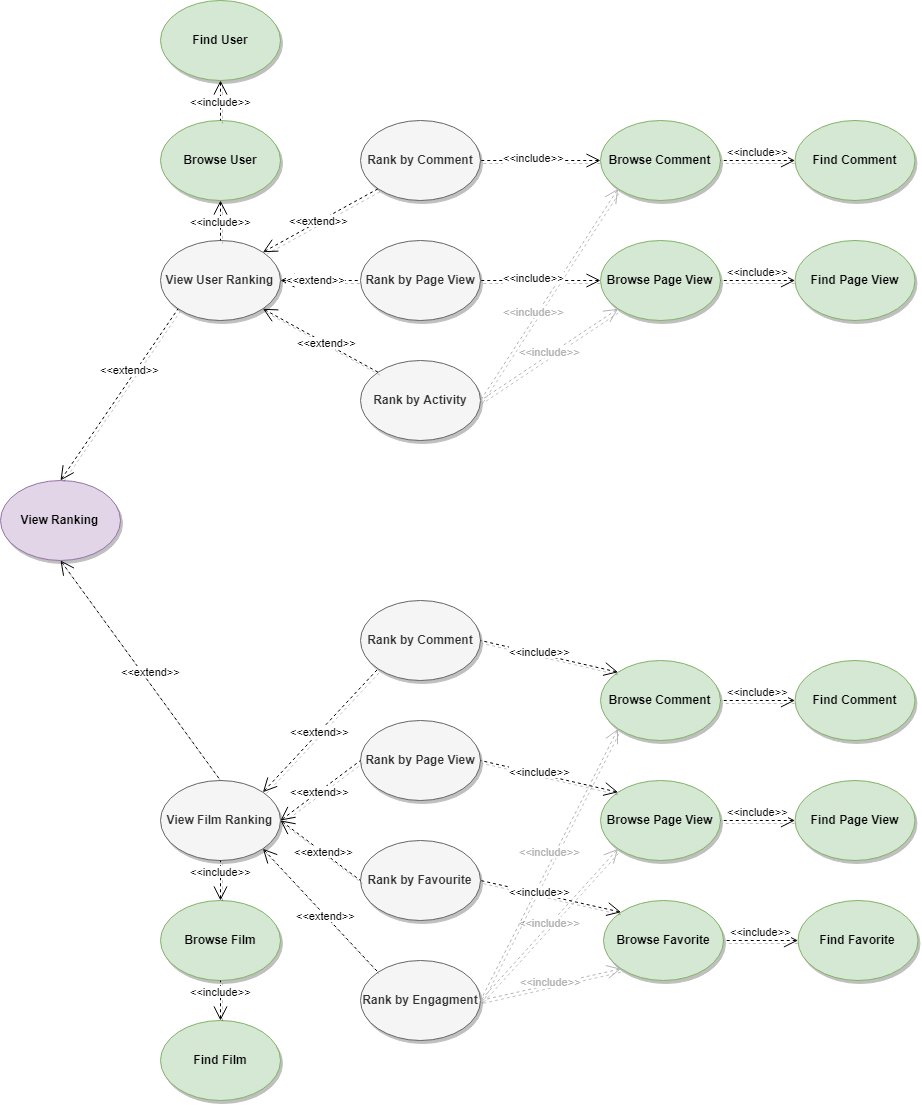 Find User
<<include>>
Browse User
Rank by Comment
<<include>>
Browse Comment
<<include>>
Find Comment
<<include>>
<<extend>>
View User Ranking
<<extend>>
Rank by Page View
<<include>>
Browse Page View
<<include>>
Find Page View
<<include>>
<<extend>>
<<include>>
<<extend>>
Rank by Activity
View Ranking
Rank by Comment
<<include>>
<<extend>>
Browse Comment
<<include>>
Find Comment
<<extend>>
Rank by Page View
<<include>>
<<extend>>
View Film Ranking
Browse Page View
<<include>>
Find Page View
<<extend>>
<<include>>
<<include>>
Rank by Favourite
<<include>>
<<extend>>
<<include>>
Browse Film
Browse Favorite
<<include>>
Find Favorite
<<include>>
<<include>>
Rank by Engagment
Find Film